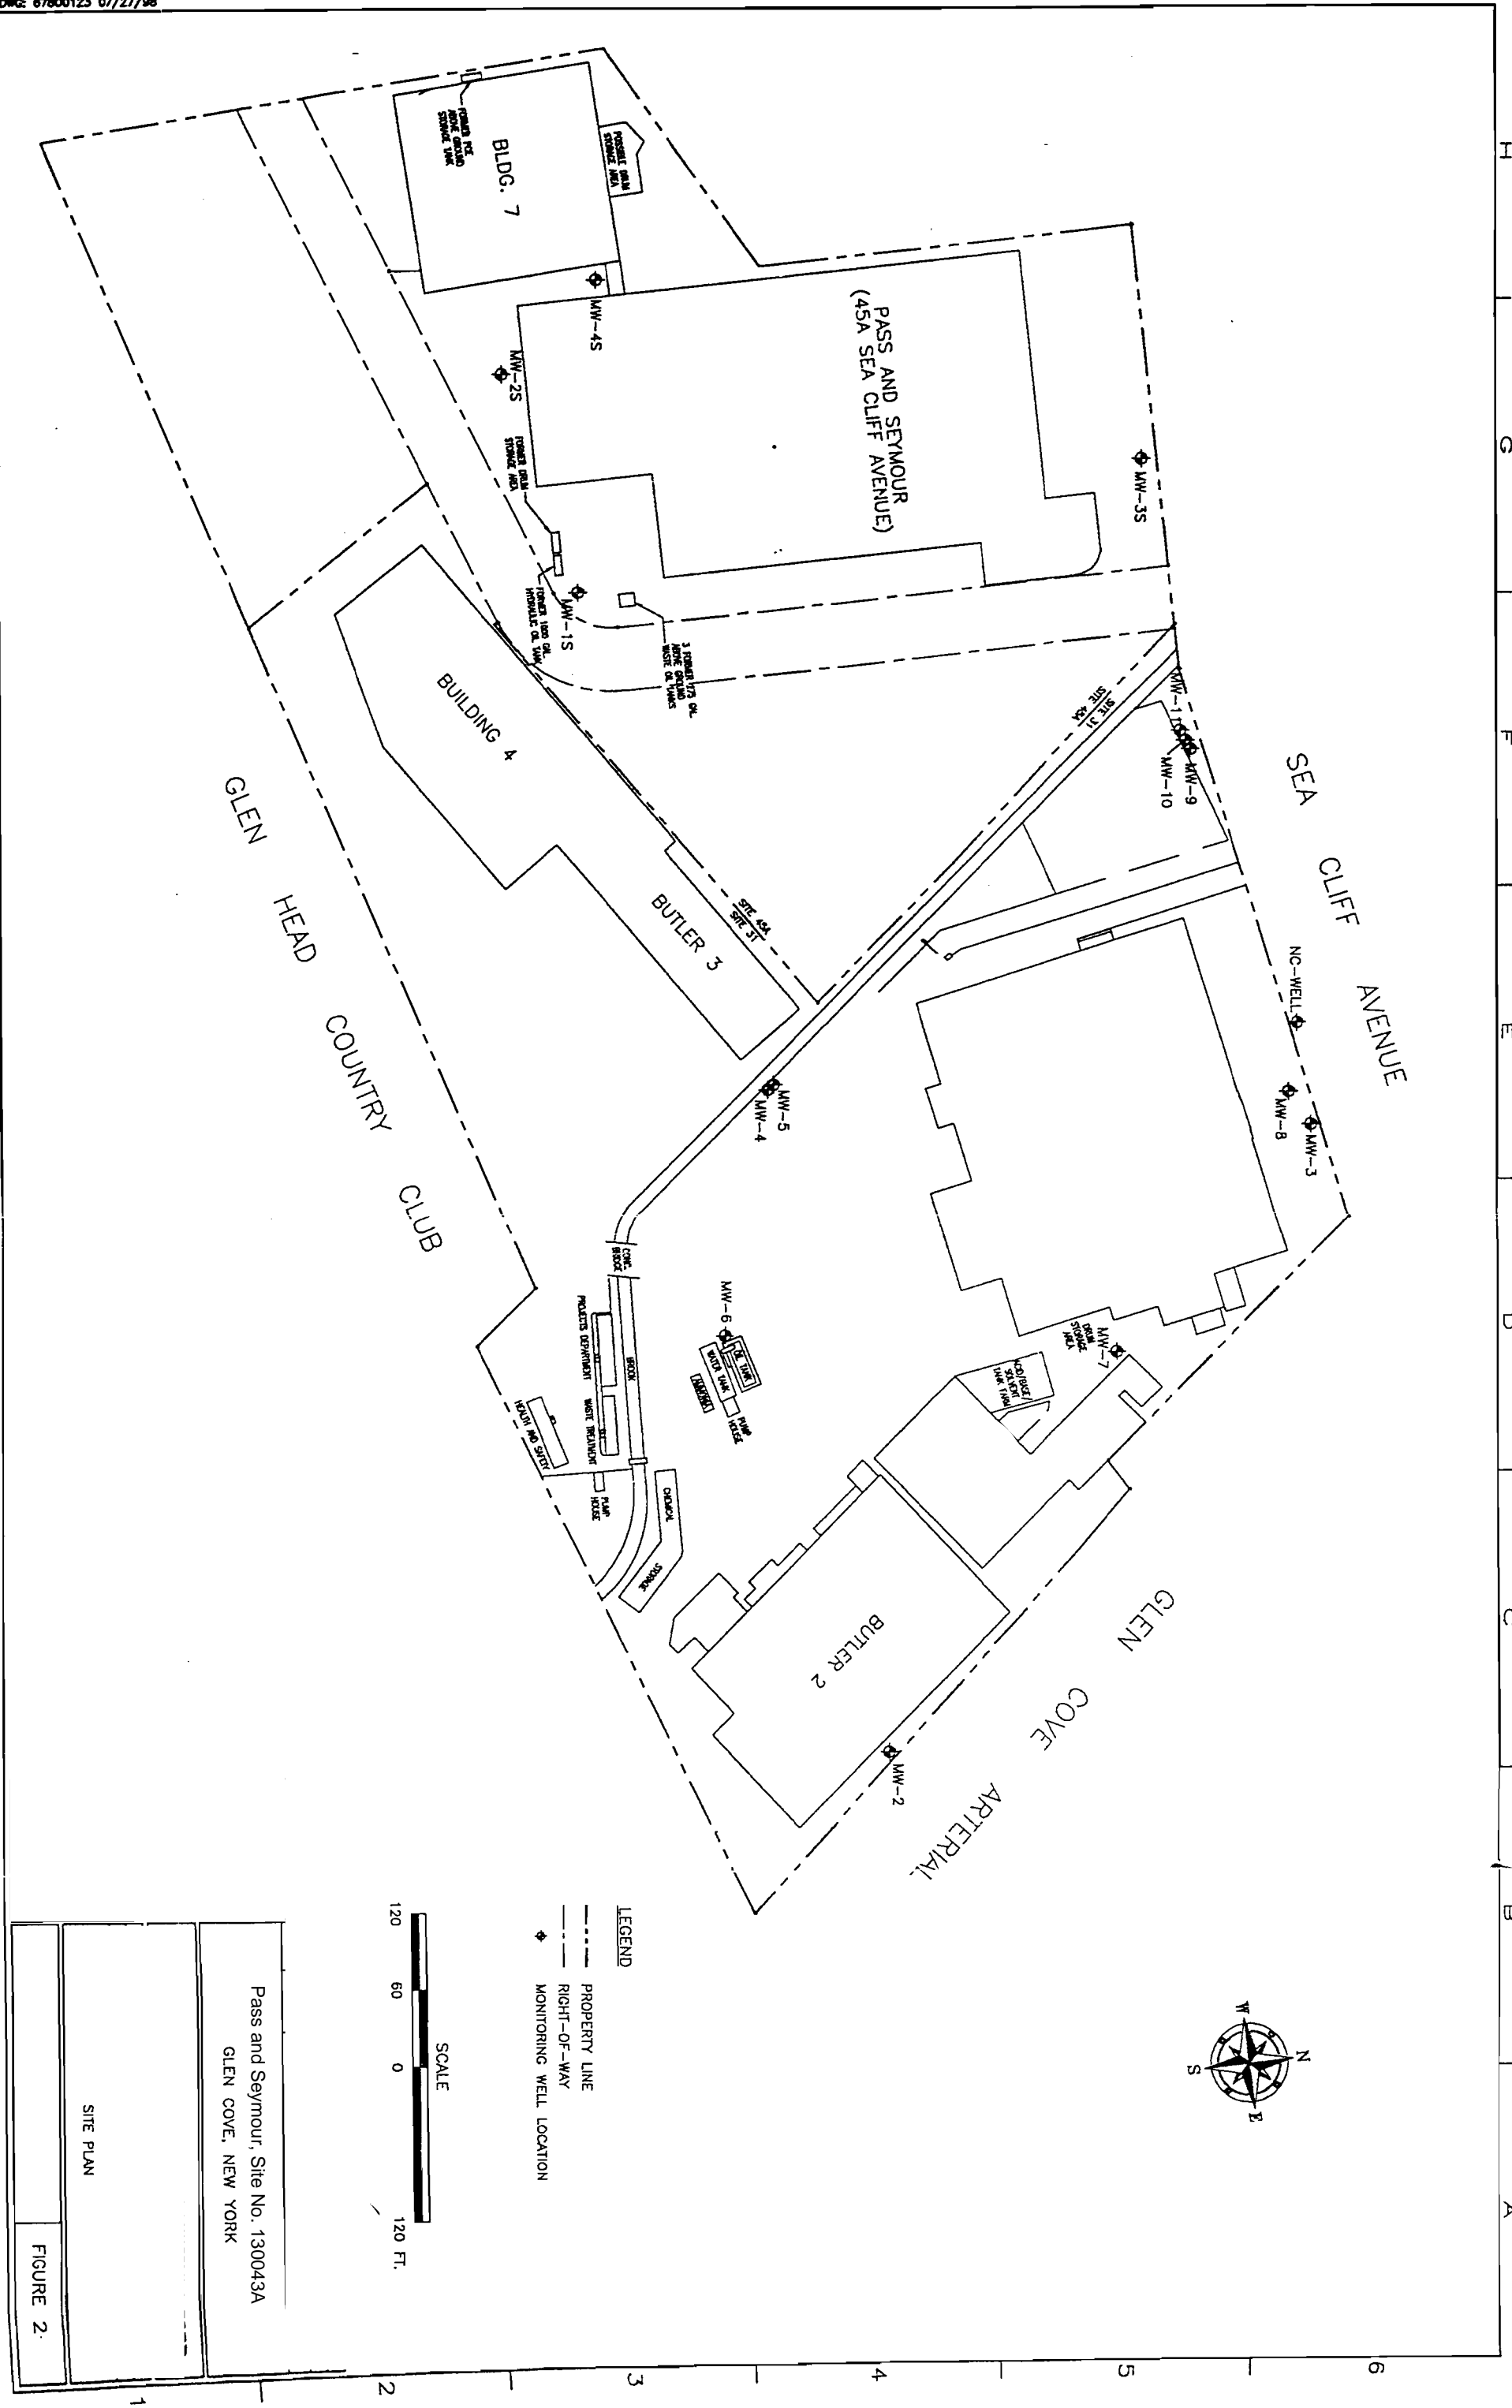 DWG: 67800123 07/27/98
H
G
F
E
D
C
B
A
6
5
4
3
2
1
BLDG. 7
FORMER PCE
ABOVE GROUND
STORAGE TANK
POSSIBLE DRUM
STORAGE AREA
MW-4S
MW-2S
PASS AND SEYMOUR
(45A SEA CLIFF AVENUE)
MW-3S
FORMER DRUM
STORAGE AREA
FORMER 1000 GAL.
HYDRAULIC OIL TANK
MW-1S
3 FORMER 275 GAL.
ABOVE GROUND
WASTE OIL TANKS
SITE 31
SITE 45A
MW-11
MW-9
MW-10
SEA CLIFF AVENUE
BUILDING 4
BUTLER 3
SITE 45A
SITE 31
NC-WELL
MW-8
MW-3
MW-5
MW-4
GLEN HEAD COUNTRY CLUB
CONC.
BRIDGE
BROOK
PROJECTS DEPARTMENT
WASTE TREATMENT
HEALTH AND SAFETY
PUMP
HOUSE
CHEMICAL
STORAGE
MW-6
OIL TANK
WATER TANK
PUMP
HOUSE
MW-7
DRUM
STORAGE
AREA
ACID/BASE/
SOLVENT
TANK FARM
BUTLER 2
MW-2
GLEN COVE ARTERIAL
N
W
E
S
LEGEND
PROPERTY LINE
RIGHT-OF-WAY
MONITORING WELL LOCATION
SCALE
120 60 0 120 FT.
Pass and Seymour, Site No. 130043A
GLEN COVE, NEW YORK
SITE PLAN
FIGURE 2